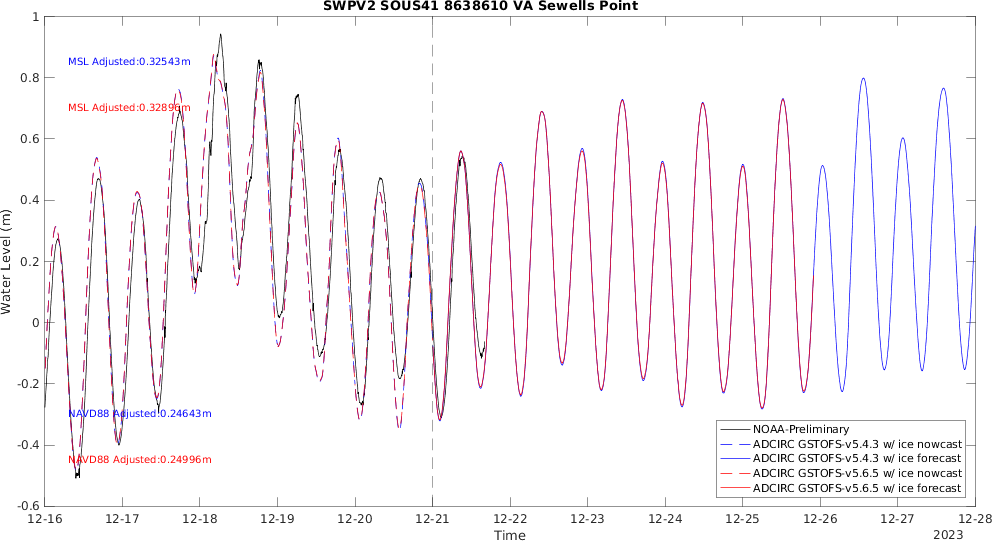 SWPV2 SOUS41 8638610 VA Sewells Point
1
0.8
0.6
0.4
0.2
0
-0.2
-0.4
-0.6
Water Level (m)
MSL Adjusted:0.32543m
MSL Adjusted:0.32896m
NAVD88 Adjusted:0.24643m
NAVD88 Adjusted:0.24996m
NOAA-Preliminary
ADCIRC GSTOFS-v5.4.3 w/ ice nowcast
ADCIRC GSTOFS-v5.4.3 w/ ice forecast
ADCIRC GSTOFS-v5.6.5 w/ ice nowcast
ADCIRC GSTOFS-v5.6.5 w/ ice forecast
12-16 12-17 12-18 12-19 12-20 12-21 12-22 12-23 12-24 12-25 12-26 12-27 12-28
Time
2023